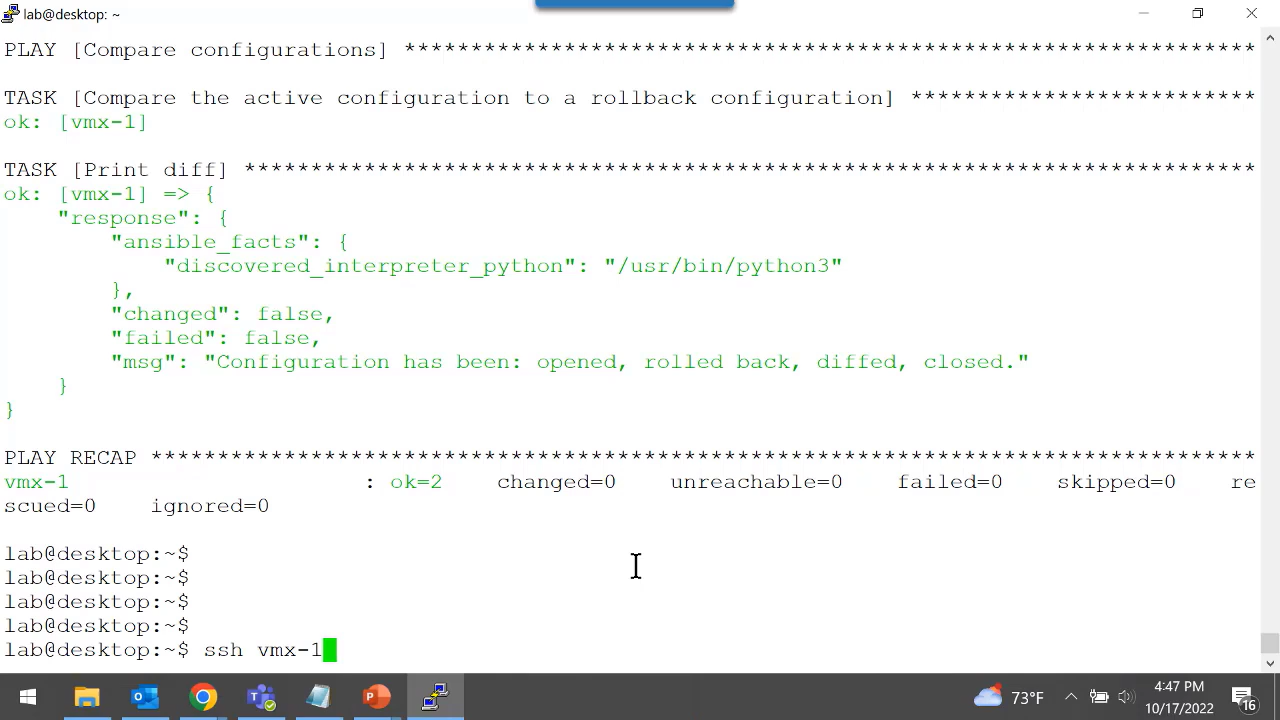 lab@desktop: ~
PLAY [Compare configurations] ****************************************************************
TASK [Compare the active configuration to a rollback configuration] **************************
ok: [vmx-1]
TASK [Print diff] ****************************************************************************
ok: [vmx-1] => {
    "response": {
        "ansible_facts": {
            "discovered_interpreter_python": "/usr/bin/python3"
        },
        "changed": false,
        "failed": false,
        "msg": "Configuration has been: opened, rolled back, diffed, closed."
    }
}
PLAY RECAP ***********************************************************************************
vmx-1                      : ok=2    changed=0    unreachable=0    failed=0    skipped=0    re
scued=0    ignored=0
lab@desktop:~$
lab@desktop:~$
lab@desktop:~$
lab@desktop:~$
lab@desktop:~$ ssh vmx-1
73°F
4:47 PM
10/17/2022
16